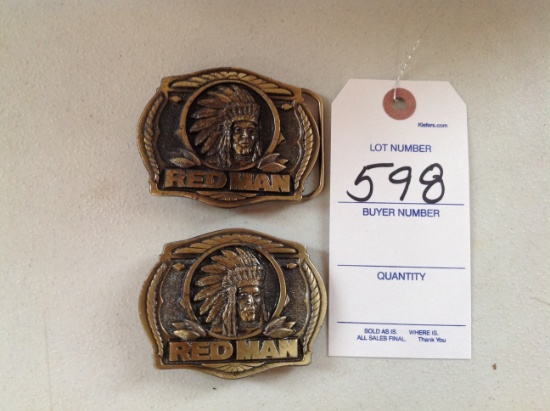 RED MAN
RED MAN
Kiefers.com
LOT NUMBER
598
BUYER NUMBER
QUANTITY
SOLD AS IS. WHERE IS.
ALL SALES FINAL. Thank You